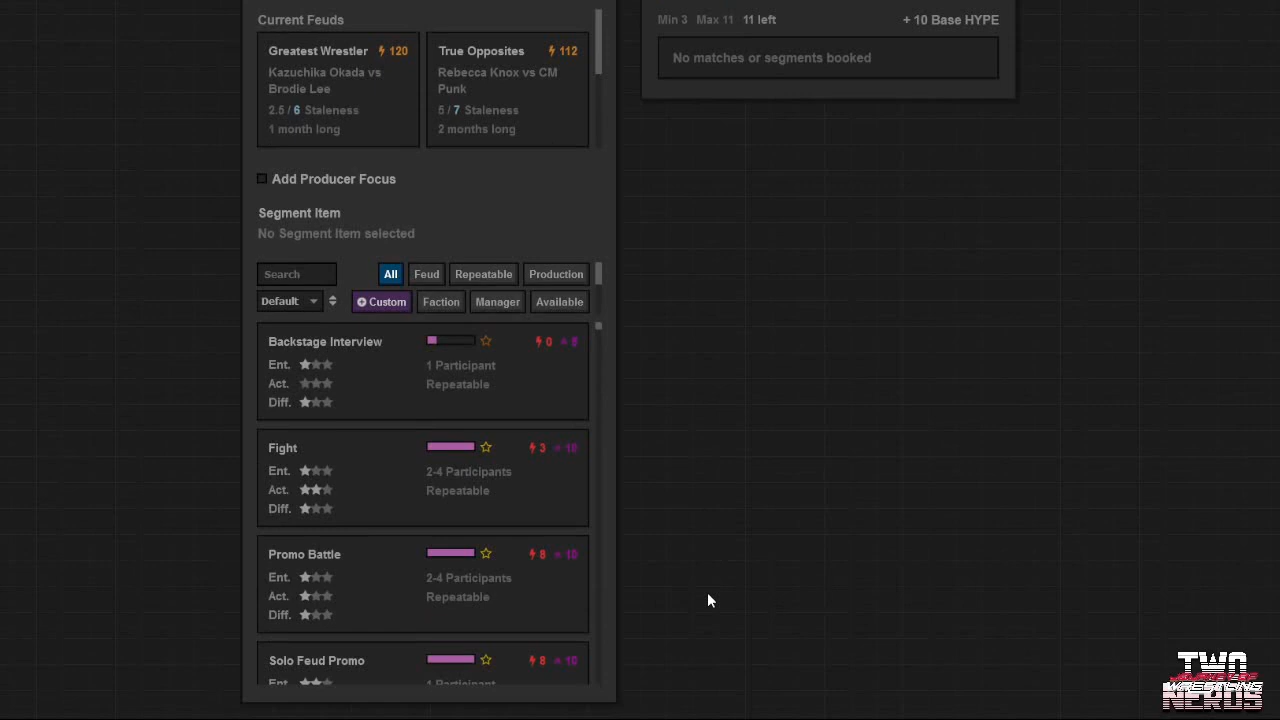 Current Feuds
Greatest Wrestler 120
Kazuchika Okada vs
Brodie Lee
2.5 / 6 Staleness
1 month long
True Opposites 112
Rebecca Knox vs CM
Punk
5 / 7 Staleness
2 months long
Add Producer Focus
Segment Item
No Segment Item selected
Search
All Feud Repeatable Production
Default Custom Faction Manager Available
Backstage Interview 0
Ent. 1 Participant
Act. Repeatable
Diff.
Fight 3 10
Ent. 2-4 Participants
Act. Repeatable
Diff.
Promo Battle 8 10
Ent. 2-4 Participants
Act. Repeatable
Diff.
Solo Feud Promo 8 10
Ent. 1 Participant
Min 3 Max 11 11 left + 10 Base HYPE
No matches or segments booked
TWO
WRESTLING
NERDS